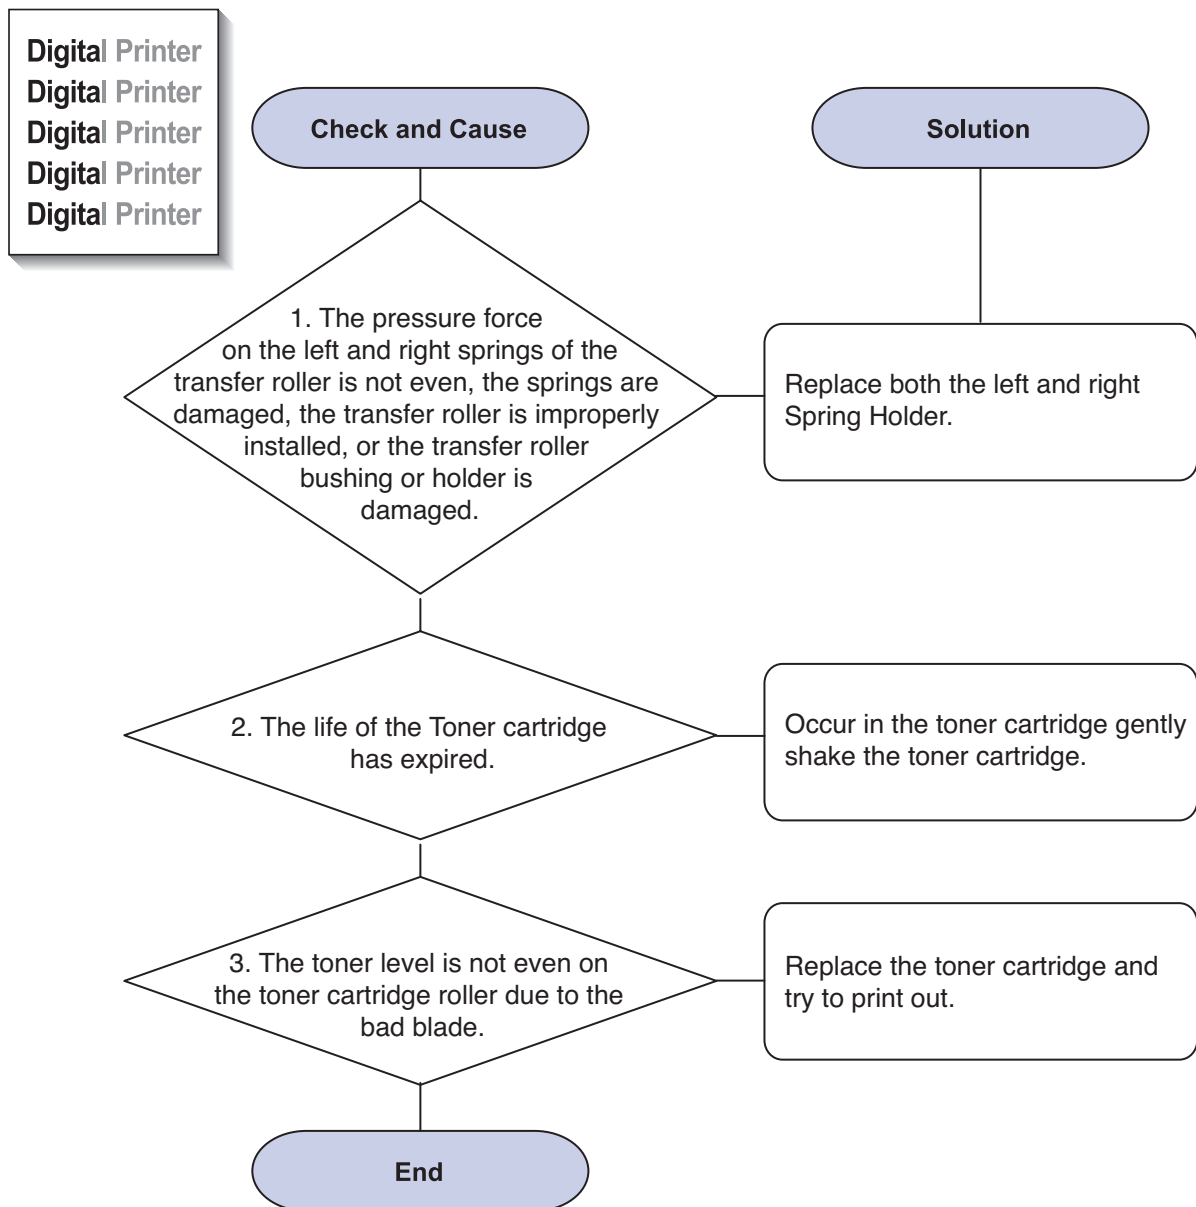 Digital Printer
Digital Printer
Digital Printer
Digital Printer
Digital Printer
Check and Cause
Solution
1. The pressure force
on the left and right springs of the
transfer roller is not even, the springs are
damaged, the transfer roller is improperly
installed, or the transfer roller
bushing or holder is
damaged.
Replace both the left and right
Spring Holder.
2. The life of the Toner cartridge
has expired.
Occur in the toner cartridge gently
shake the toner cartridge.
3. The toner level is not even on
the toner cartridge roller due to the
bad blade.
Replace the toner cartridge and
try to print out.
End